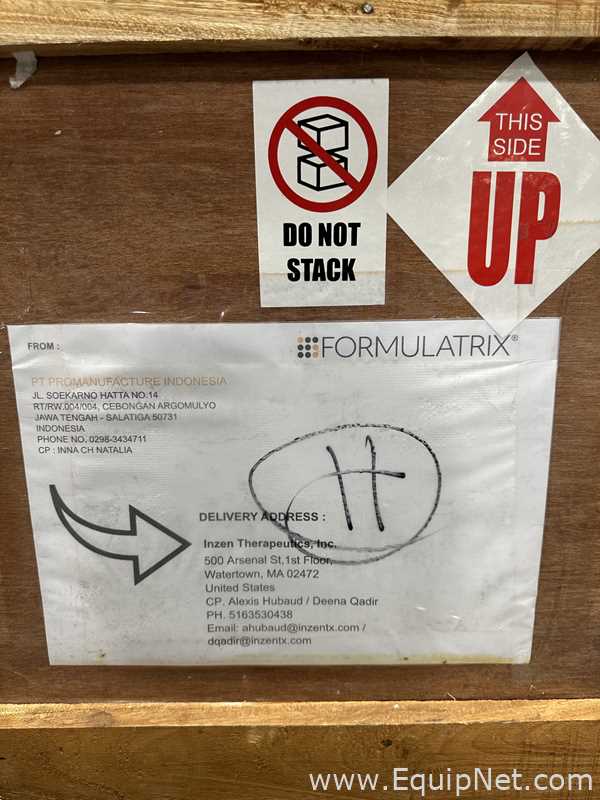 DO NOT
STACK
THIS
SIDE
UP
FROM :
FORMULATRIX®
PT PROMANUFACTURE INDONESIA
JL. SOEKARNO HATTA NO.14
RT/RW.004/004, CEBONGAN ARGOMULYO
JAWA TENGAH - SALATIGA 50731
INDONESIA
PHONE NO. 0298-3434711
CP : INNA CH NATALIA
H
DELIVERY ADDRESS :
Inzen Therapeutics, Inc.
500 Arsenal St,1st Floor,
Watertown, MA 02472
United States
CP. Alexis Hubaud / Deena Qadir
PH. 5163530438
Email: ahubaud@inzentx.com /
dqadir@inzentx.com
www.EquipNet.com